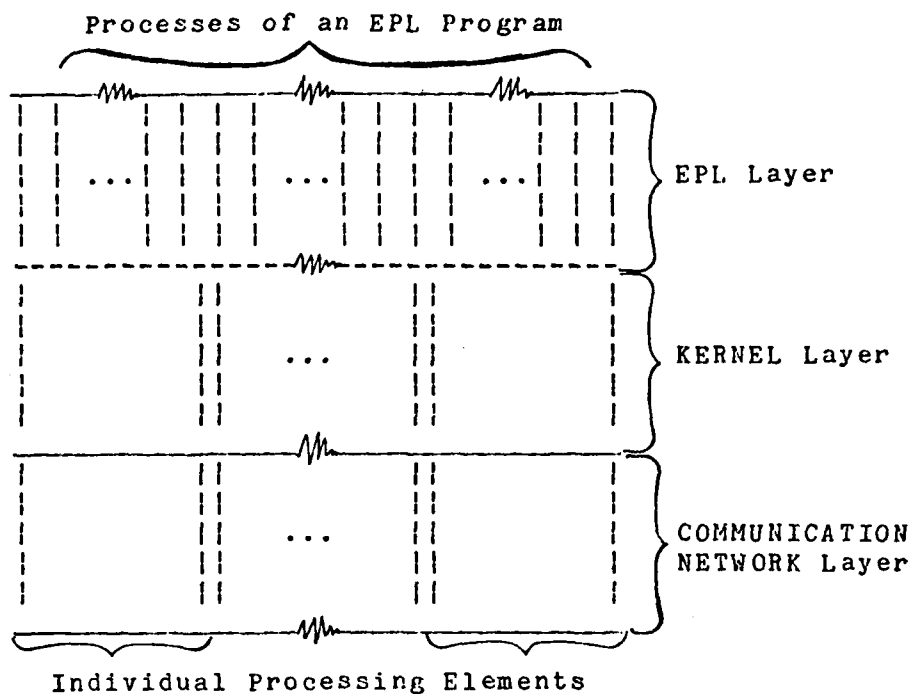 Processes of an EPL Program
... ... ...
EPL Layer
...
KERNEL Layer
...
COMMUNICATION
NETWORK Layer
Individual Processing Elements